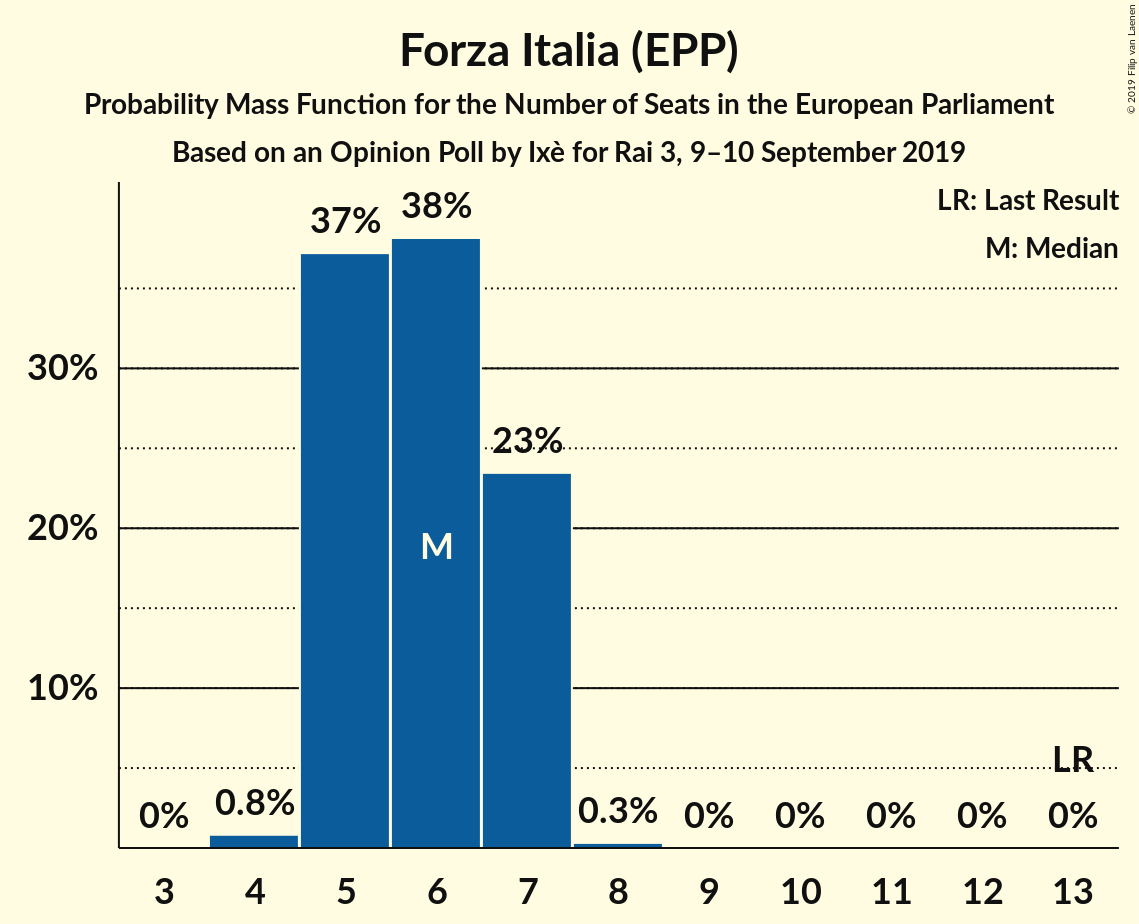 Forza Italia (EPP)
Probability Mass Function for the Number of Seats in the European Parliament
Based on an Opinion Poll by Ixè for Rai 3, 9–10 September 2019
© 2019 Filip van Laenen
LR: Last Result
M: Median
37%
38%
30%
23%
20%
M
10%
LR
0%
0.8%
0.3%
0%
0%
0%
0%
0%
3 4 5 6 7 8 9 10 11 12 13